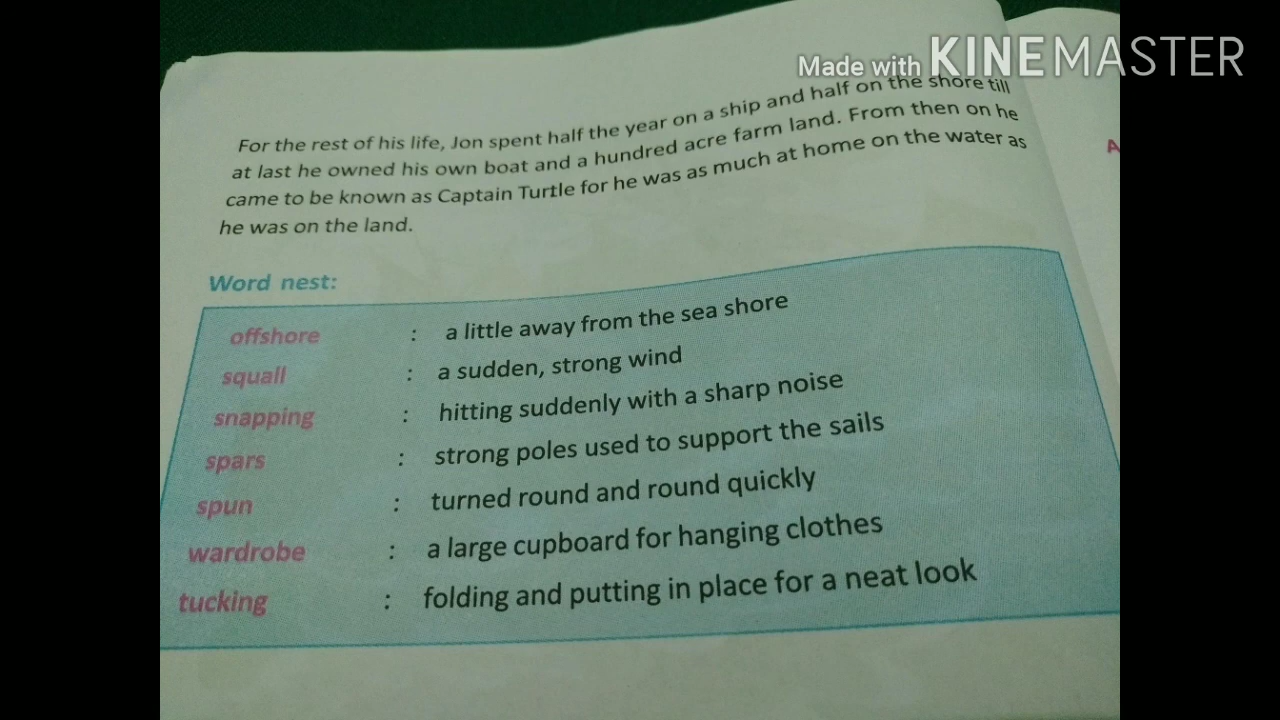 Made with KINEMASTER
For the rest of his life, Jon spent half the year on a ship and half on the shore till
at last he owned his own boat and a hundred acre farm land. From then on he
came to be known as Captain Turtle for he was as much at home on the water as
he was on the land.
Word nest:
offshore : a little away from the sea shore
squall : a sudden, strong wind
snapping : hitting suddenly with a sharp noise
spars : strong poles used to support the sails
spun : turned round and round quickly
wardrobe : a large cupboard for hanging clothes
tucking : folding and putting in place for a neat look
A